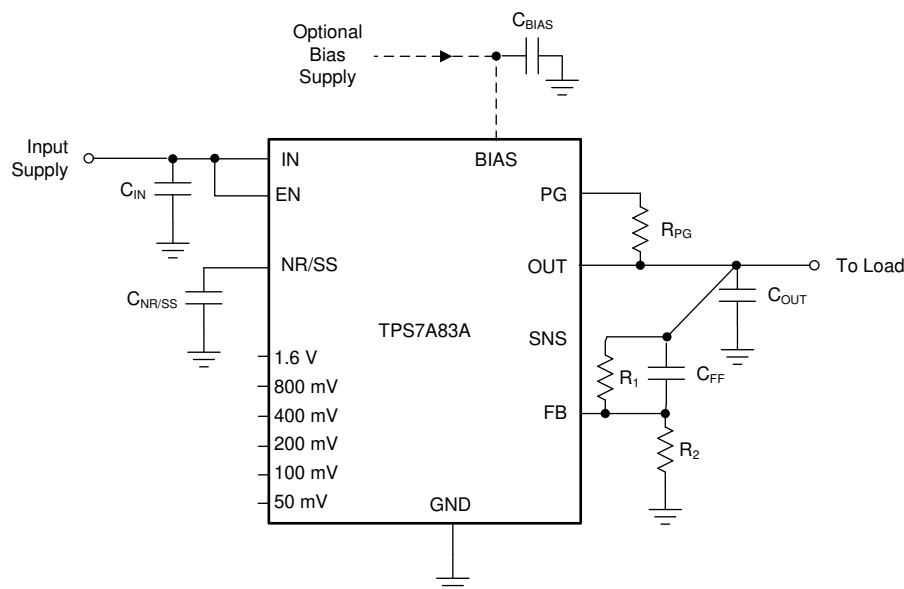 Optional
Bias
Supply
CBIAS
Input
Supply
IN
BIAS
CIN
EN
PG
RPG
NR/SS
OUT
To Load
CNR/SS
COUT
TPS7A83A
SNS
1.6 V
R1
CFF
800 mV
400 mV
FB
200 mV
R2
100 mV
50 mV
GND